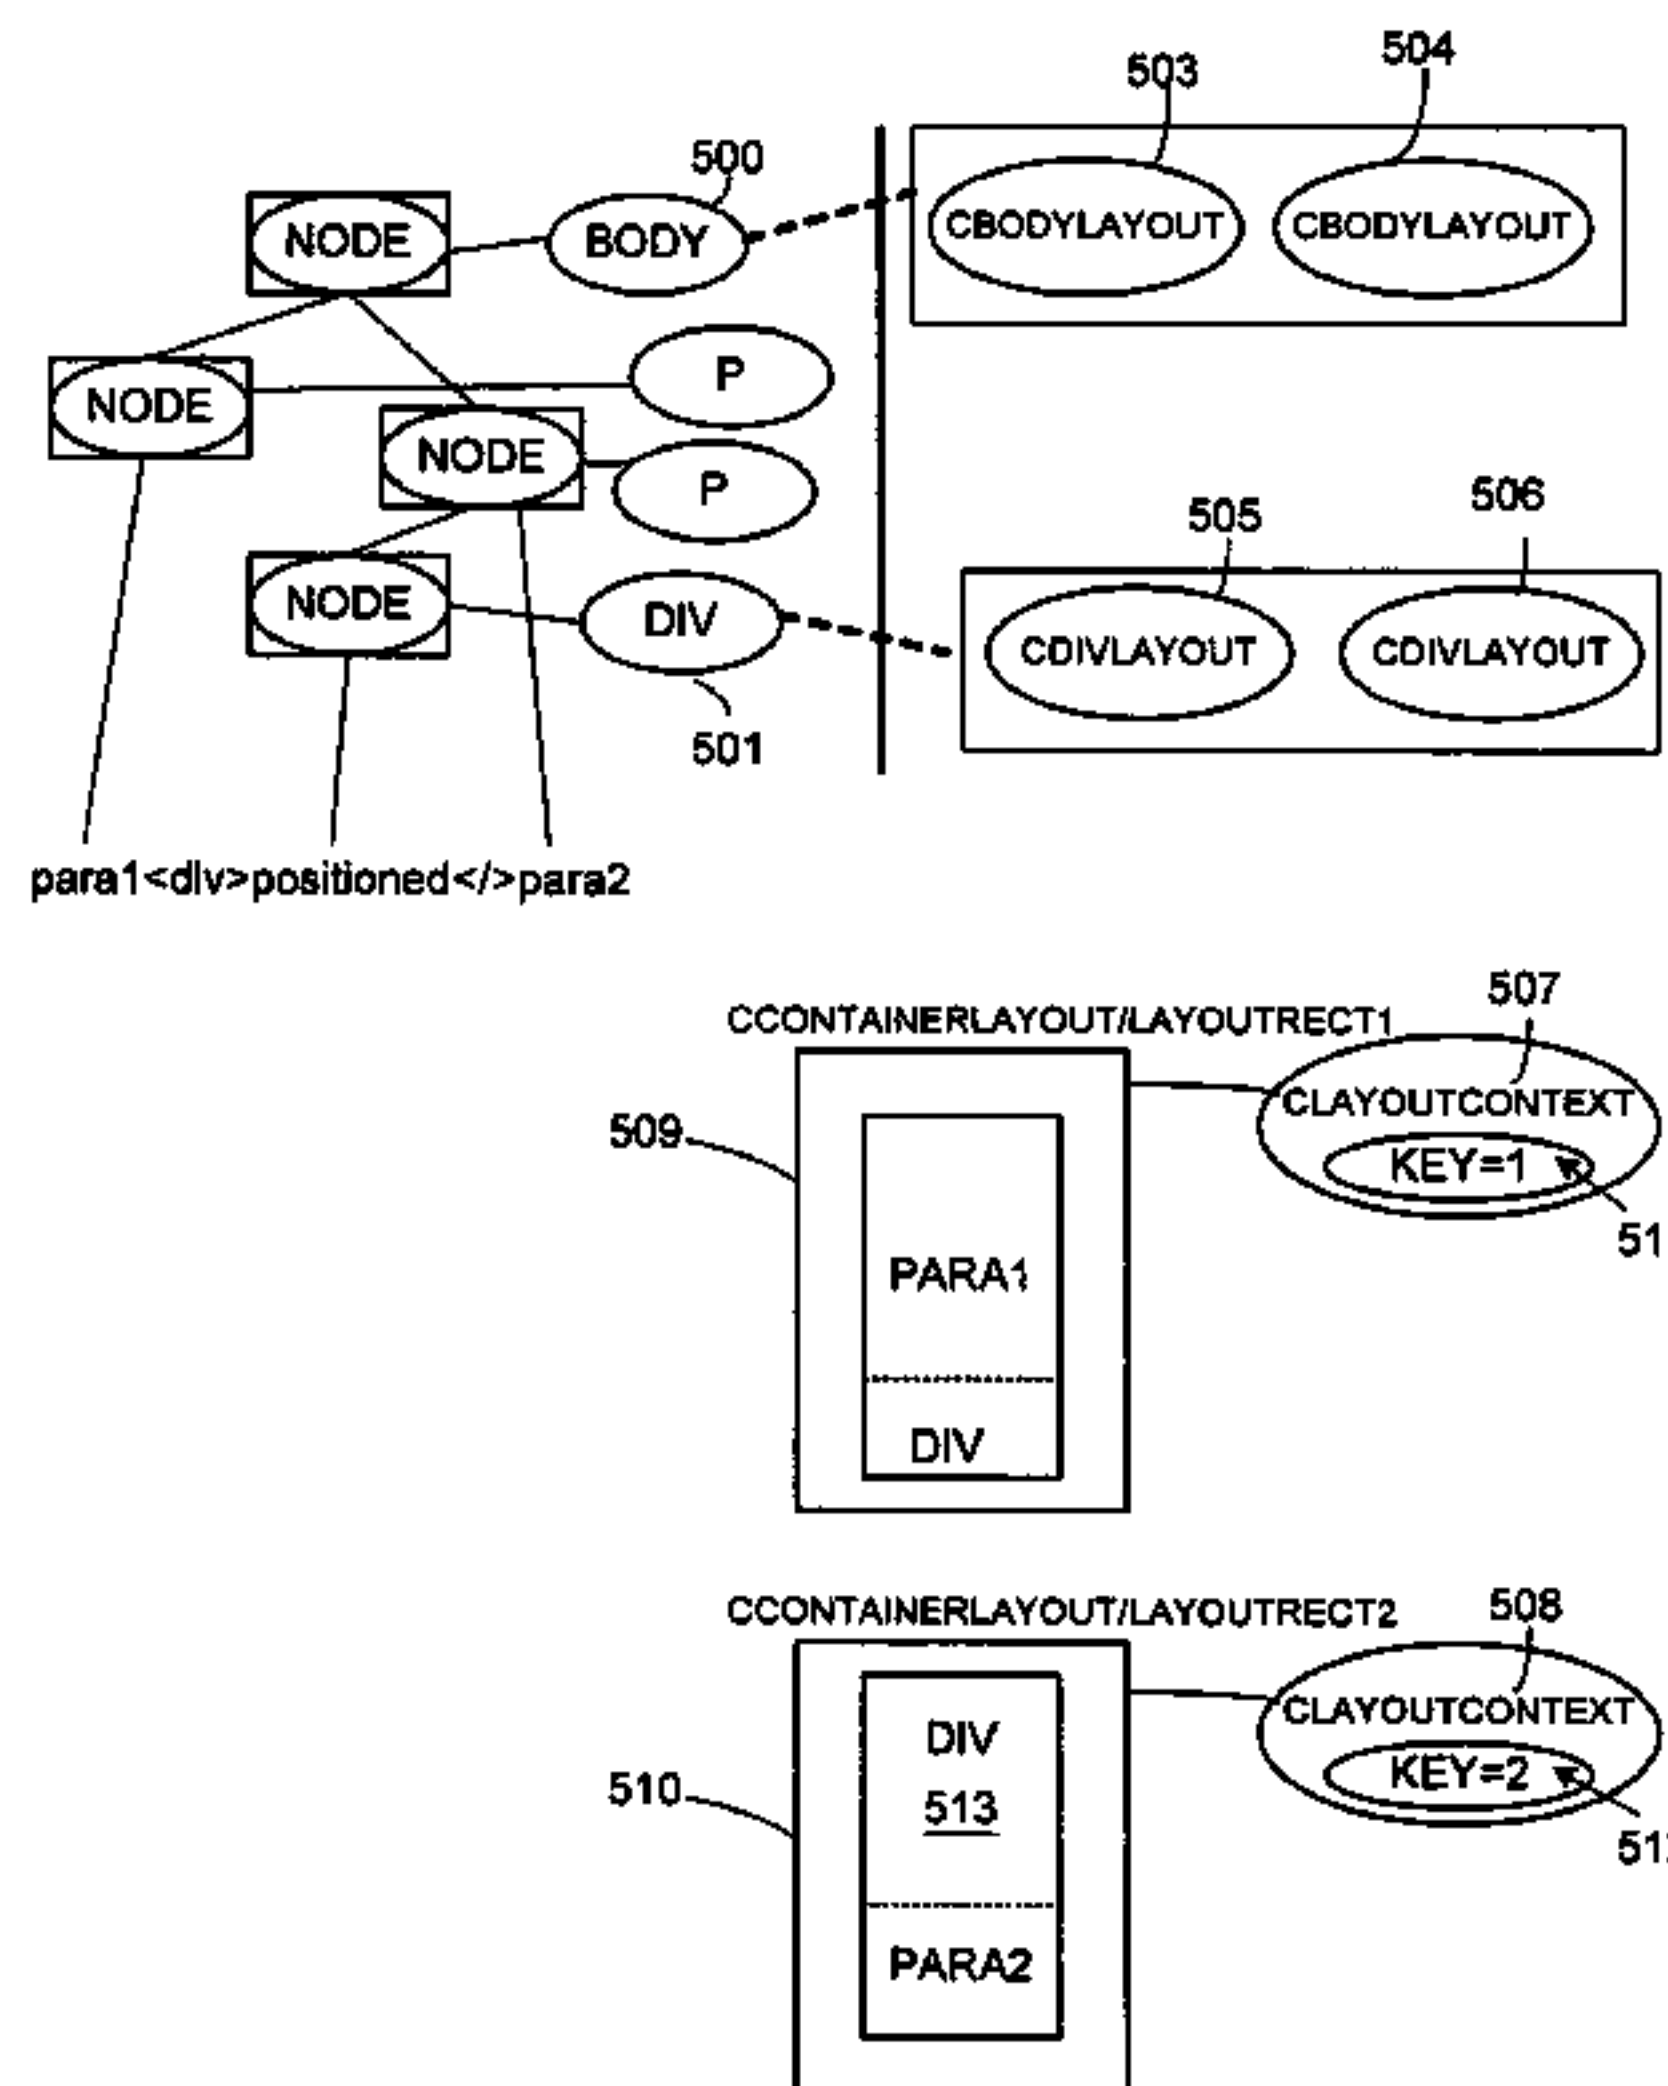 504
503
500
NODE
BODY
CBODYLAYOUT
CBODYLAYOUT
P
NODE
NODE
P
506
505
NODE
DIV
CDIVLAYOUT
CDIVLAYOUT
501
para1<div>positioned</>para2
507
CCONTAINERLAYOUT/LAYOUTRECT1
CLAYOUTCONTEXT
509
KEY=1
51
PARA1
DIV
508
CCONTAINERLAYOUT/LAYOUTRECT2
CLAYOUTCONTEXT
DIV
KEY=2
510
513
51
PARA2